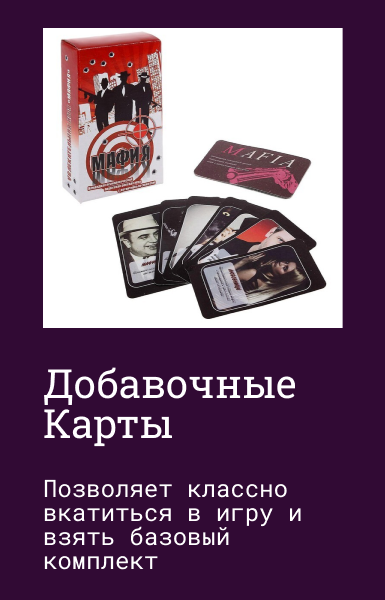 МАФИЯ
MAFIA
Добавочные
Карты
Позволяет классно
вкатиться в игру и
взять базовый
комплект